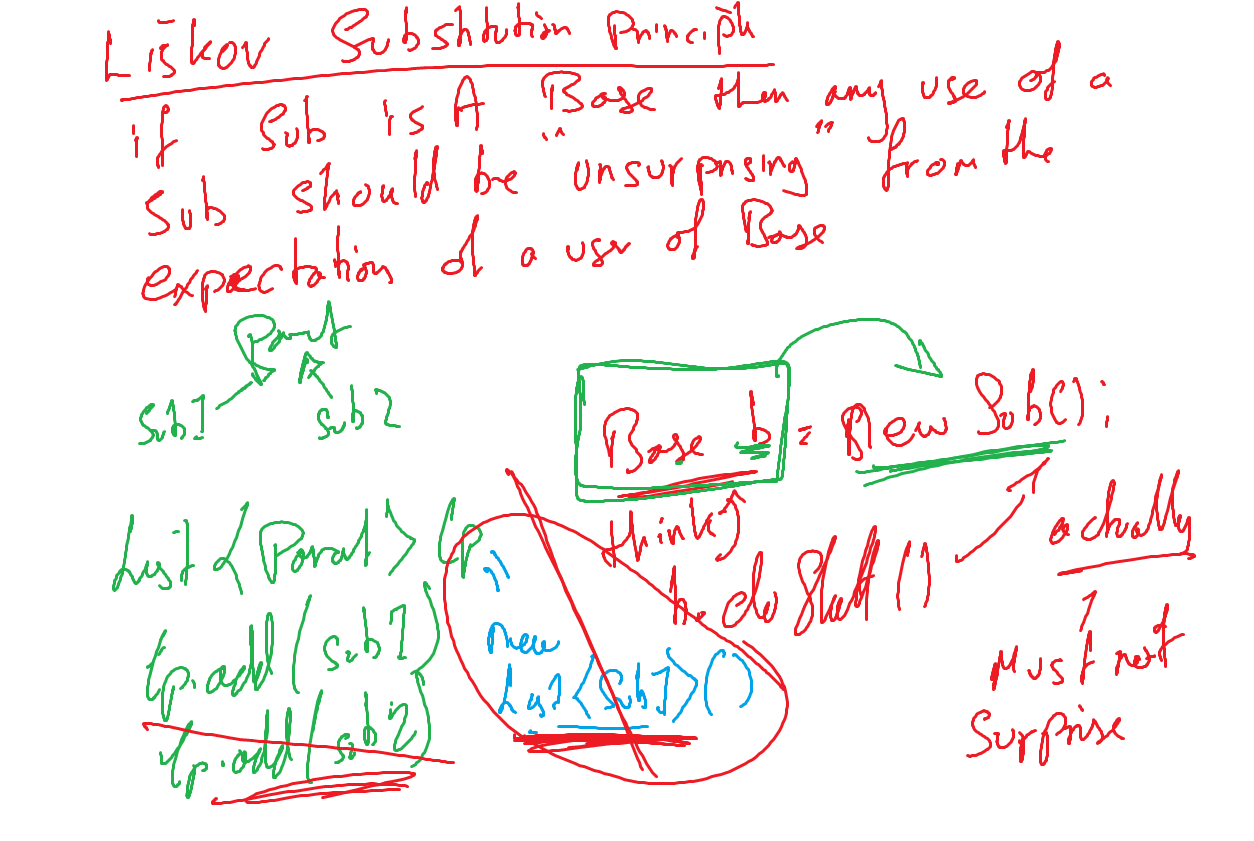 Liskov Substitution Principle
if Sub isA Base then any use of a
Sub should be "unsurprising" from the
expectation of a user of Base
Parent
Sub1
Sub2
Base b = new Sub();
think
b.doStuff()
actually
Must not
Surprise
List<Parent> lp
= new
List<Sub1>()
lp.add(sub1)
lp.add(sub2)